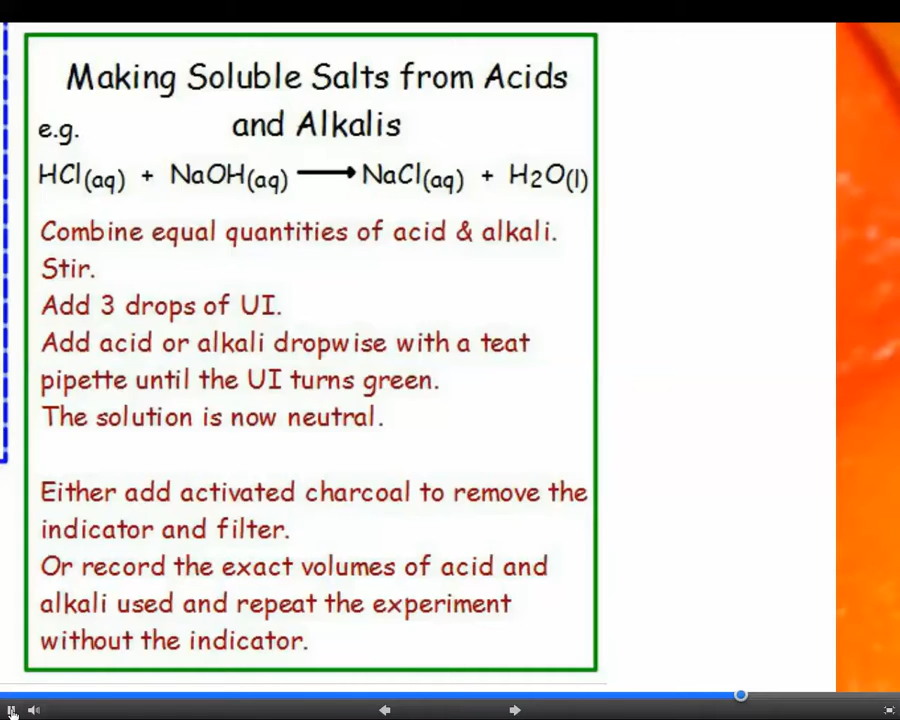 Making Soluble Salts from Acids
e.g. and Alkalis
HCl(aq) + NaOH(aq) ⟶ NaCl(aq) + H2O(l)
Combine equal quantities of acid & alkali.
Stir.
Add 3 drops of UI.
Add acid or alkali dropwise with a teat
pipette until the UI turns green.
The solution is now neutral.
Either add activated charcoal to remove the
indicator and filter.
Or record the exact volumes of acid and
alkali used and repeat the experiment
without the indicator.